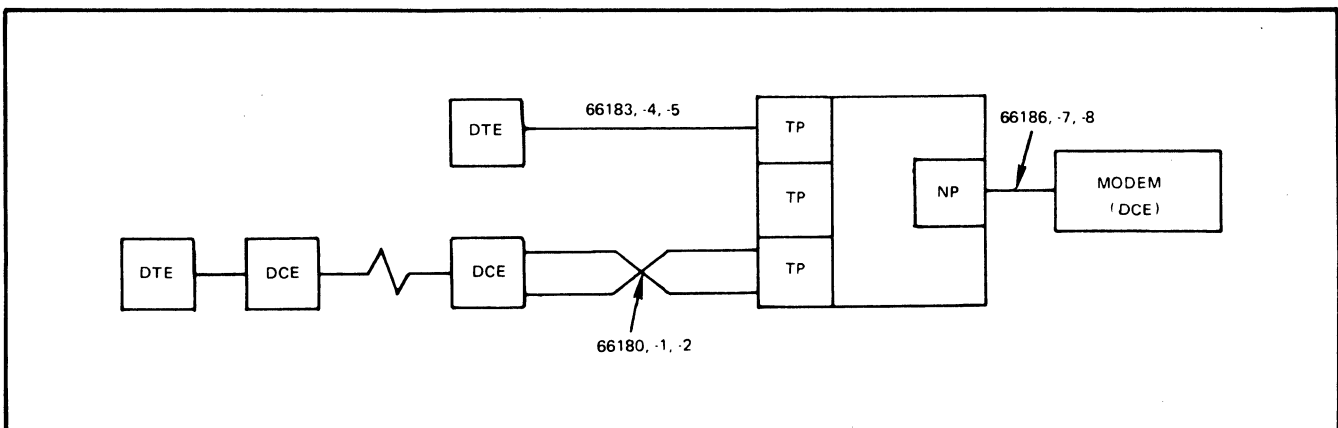 66183, -4, -5
DTE
TP
66186, -7, -8
TP
NP
MODEM
(DCE)
DTE
DCE
DCE
TP
66180, -1, -2